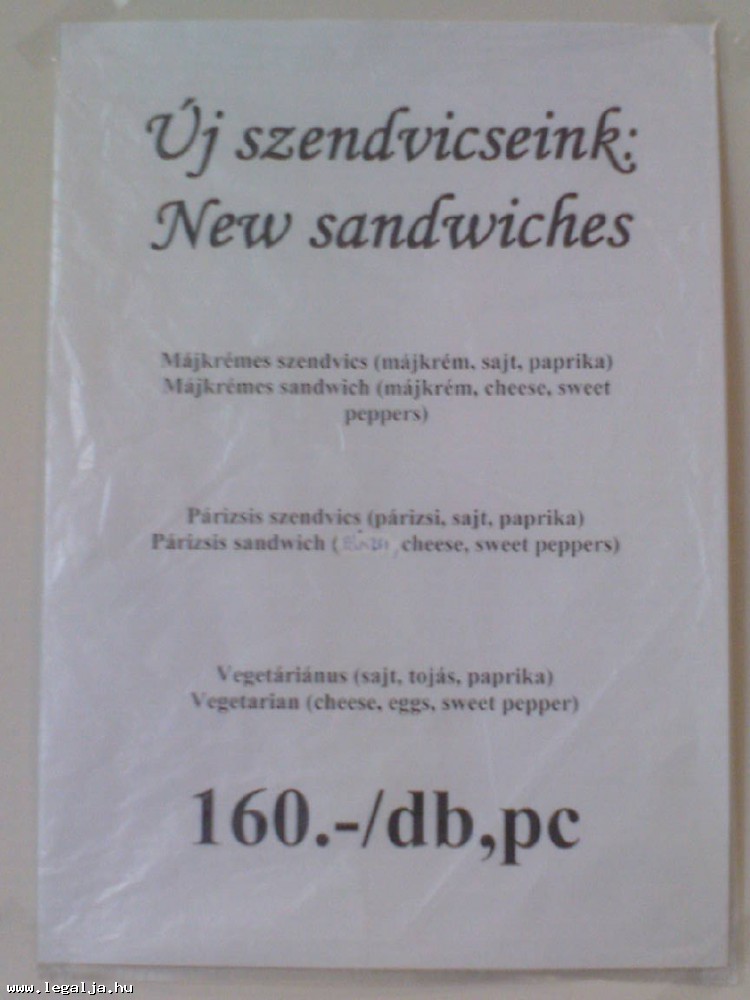 Új szendvicseink:
New sandwiches
Májkrémes szendvics (májkrém, sajt, paprika)
Májkrémes sandwich (májkrém, cheese, sweet
peppers)
Párizsis szendvics (párizsi, sajt, paprika)
Párizsis sandwich ( cheese, sweet peppers)
Vegetáriánus (sajt, tojás, paprika)
Vegetarian (cheese, eggs, sweet pepper)
160.-/db,pc
www.legalja.hu